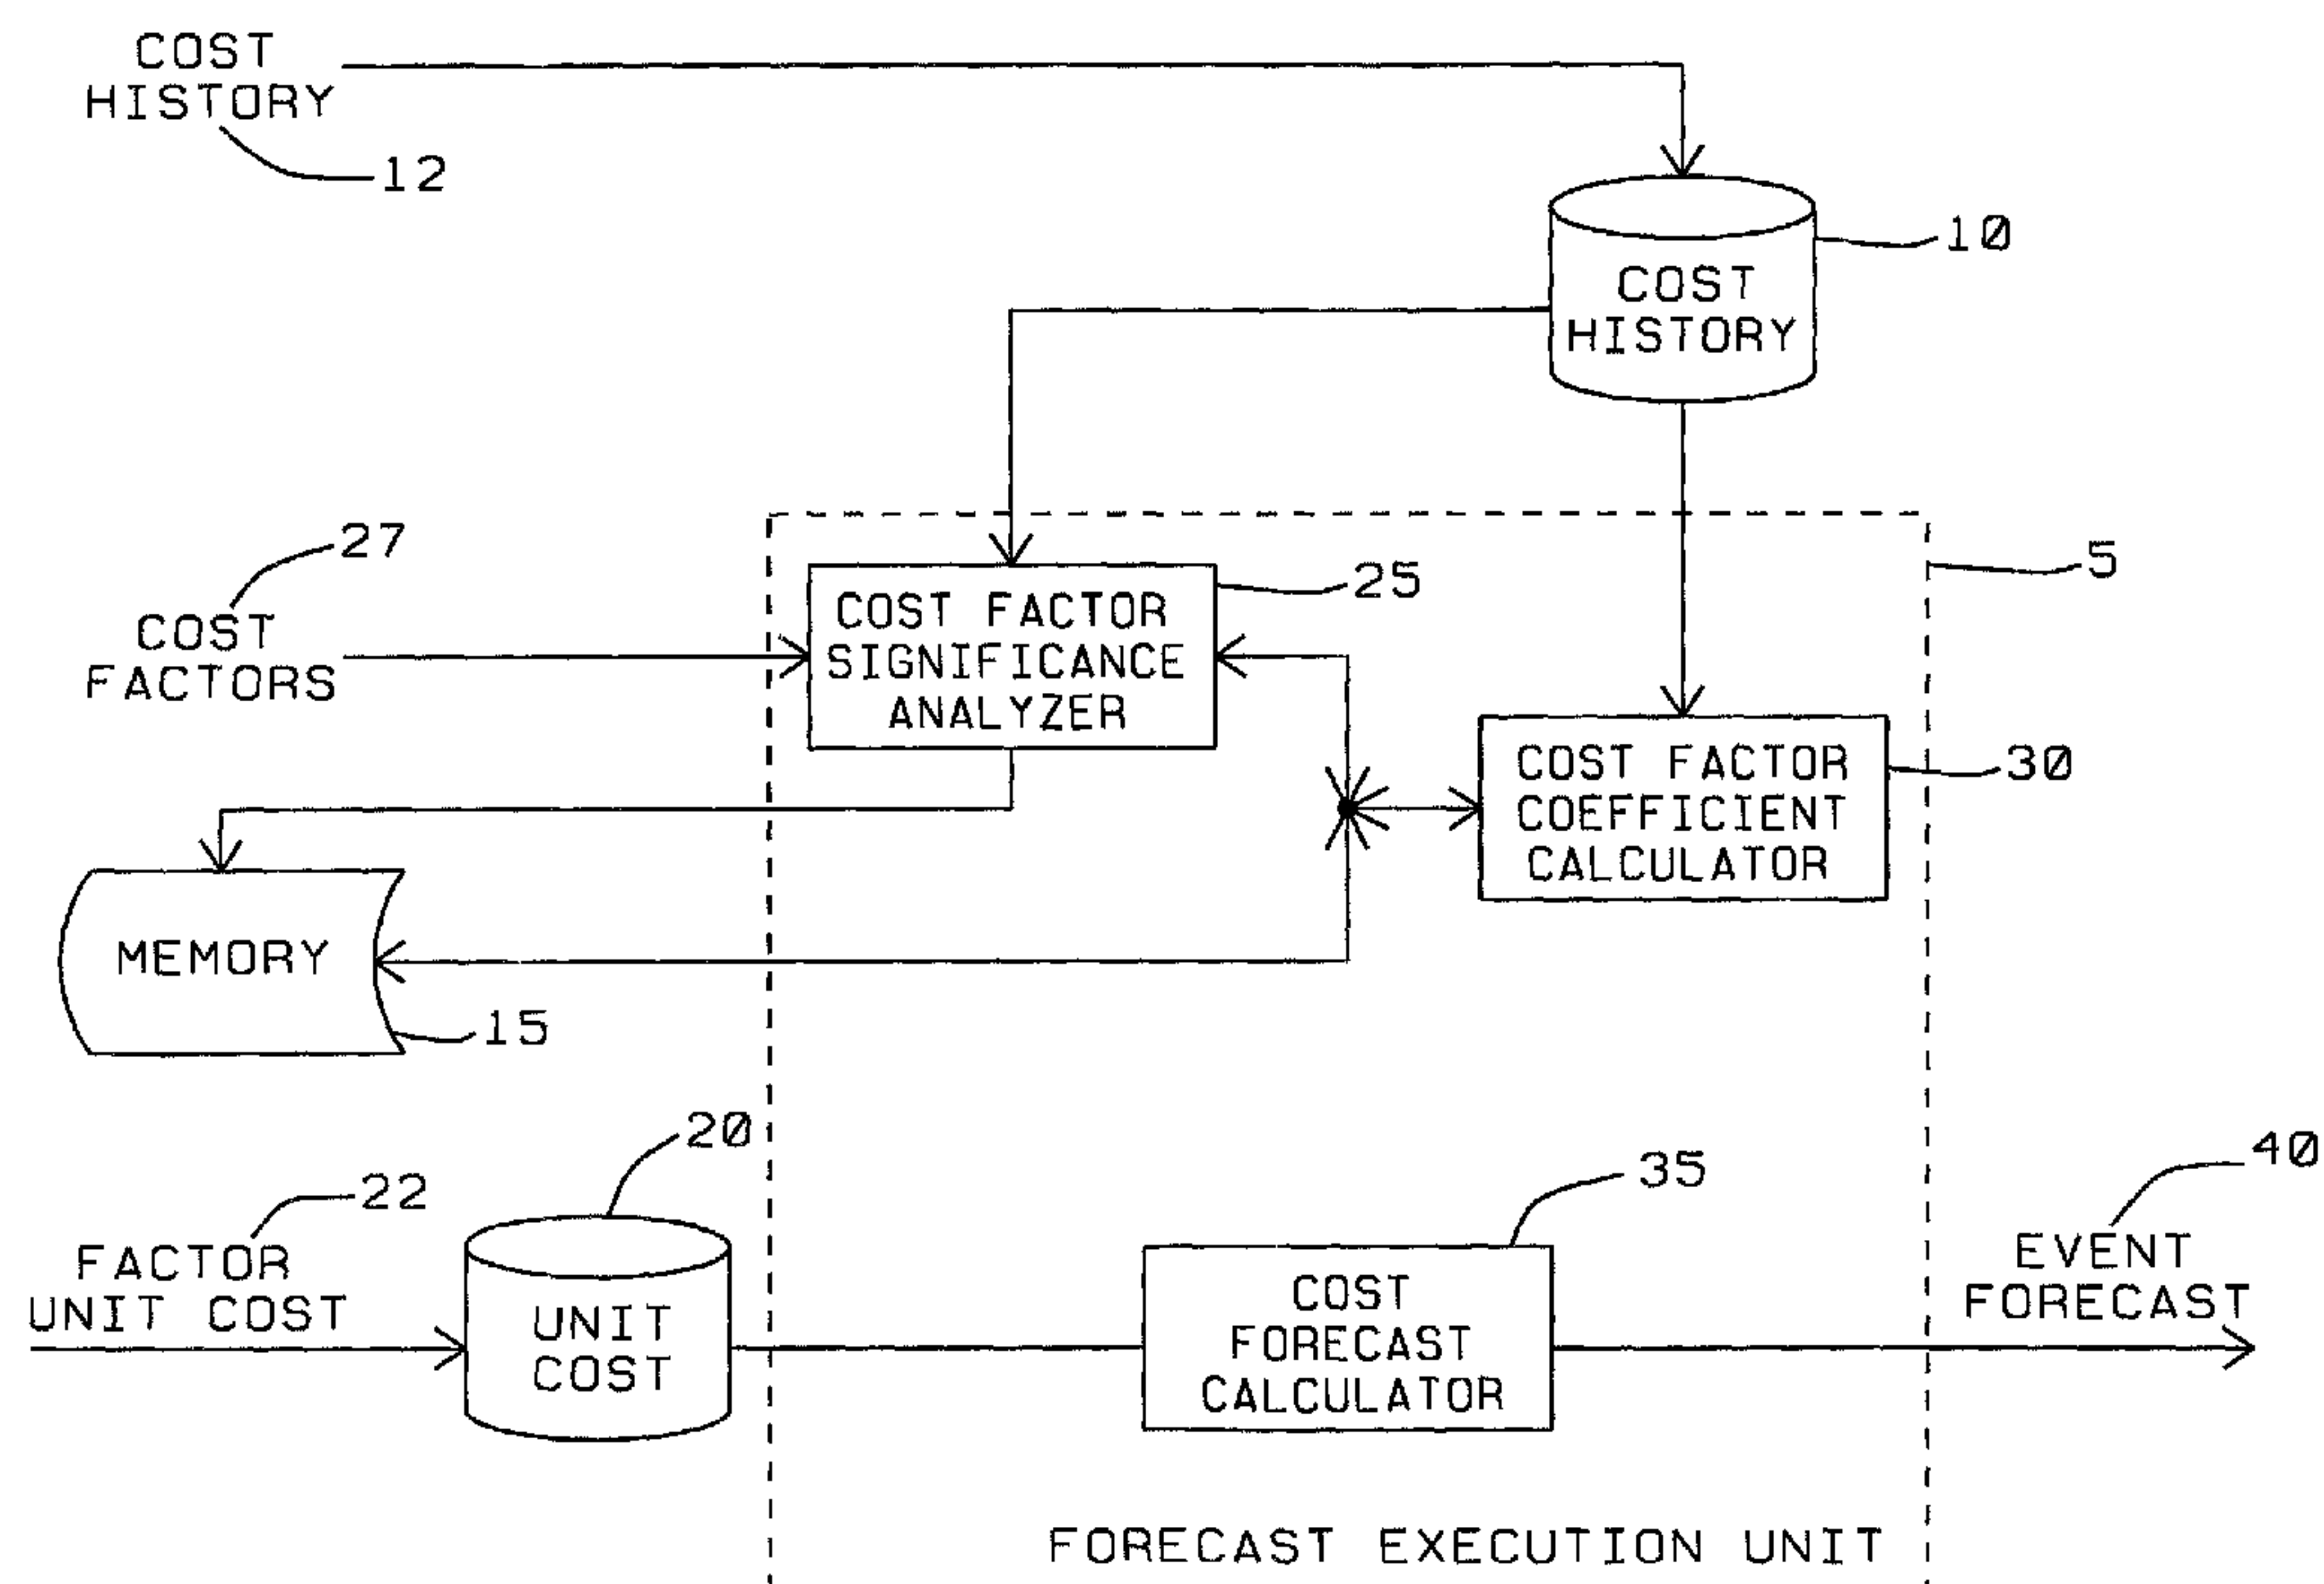 COST
HISTORY
12
10
COST
HISTORY
27
COST
FACTORS
5
25
COST FACTOR
SIGNIFICANCE
ANALYZER
30
COST FACTOR
COEFFICIENT
CALCULATOR
MEMORY
15
20
22
FACTOR
UNIT COST
UNIT
COST
35
COST
FORECAST
CALCULATOR
40
EVENT
FORECAST
FORECAST EXECUTION UNIT